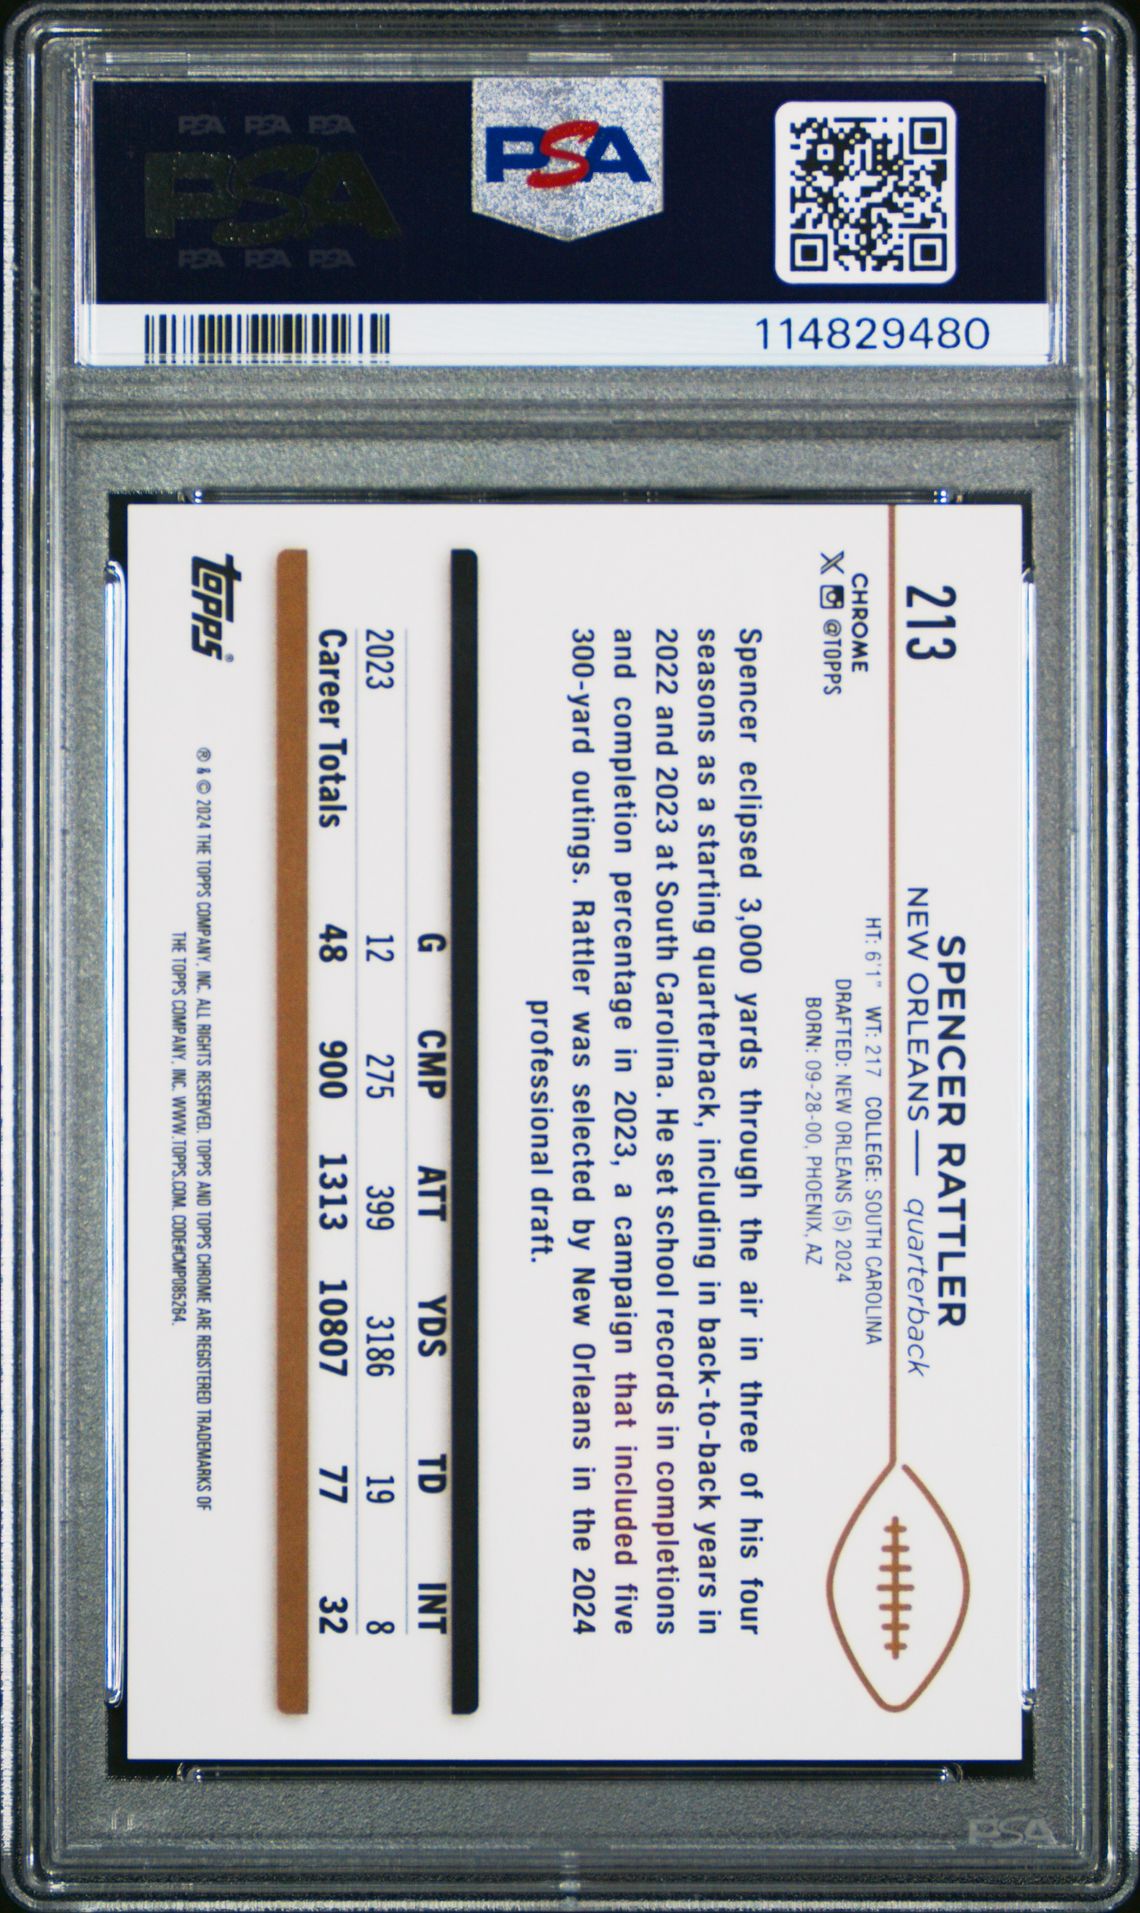 PSA PSA PSA
PSA
PSA PSA PSA
PSA
114829480
213
SPENCER RATTLER
NEW ORLEANS — quarterback
CHROME
X @TOPPS
HT: 6'1" WT: 217 COLLEGE: SOUTH CAROLINA
DRAFTED: NEW ORLEANS (5) 2024
BORN: 09-28-00, PHOENIX, AZ
Spencer eclipsed 3,000 yards through the air in three of his four
seasons as a starting quarterback, including in back-to-back years in
2022 and 2023 at South Carolina. He set school records in completions
and completion percentage in 2023, a campaign that included five
300-yard outings. Rattler was selected by New Orleans in the 2024
professional draft.
G CMP ATT YDS TD INT
2023 12 275 399 3186 19 8
Career Totals 48 900 1313 10807 77 32
Topps®
® & © 2024 THE TOPPS COMPANY, INC. ALL RIGHTS RESERVED. TOPPS AND TOPPS CHROME ARE REGISTERED TRADEMARKS OF
THE TOPPS COMPANY, INC. WWW.TOPPS.COM. CODE#CMP085264.
PSA